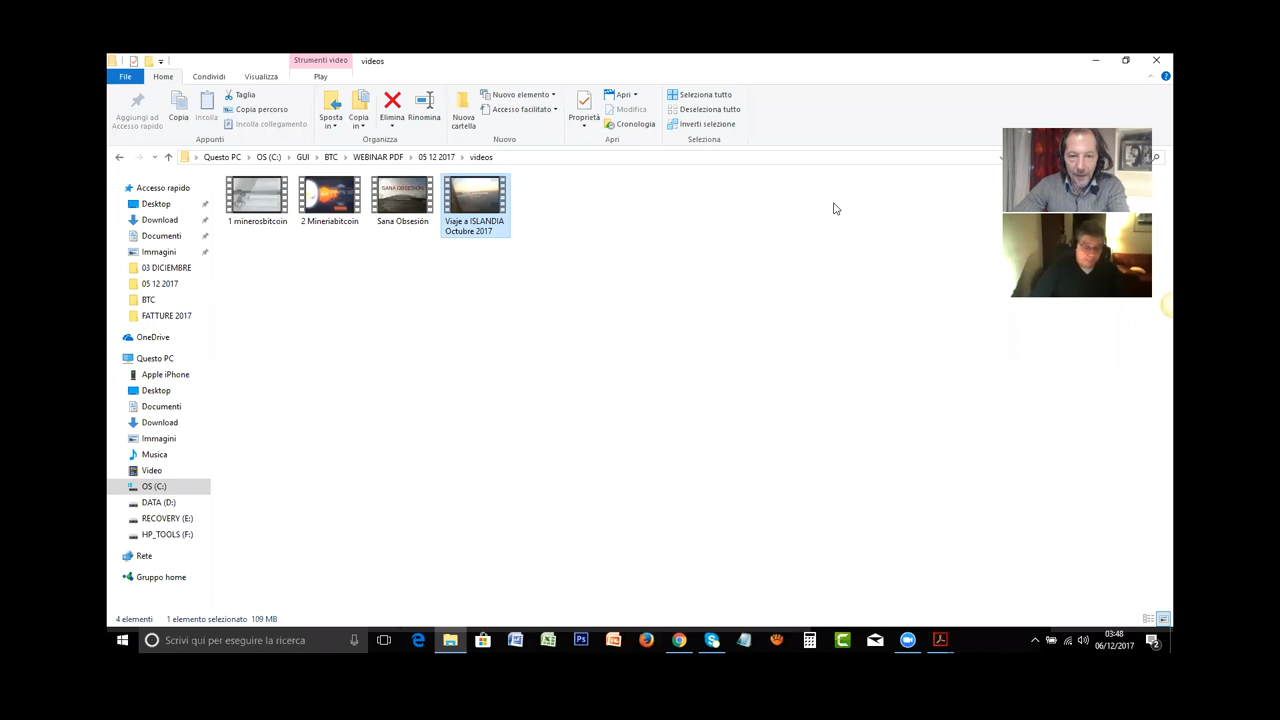 Strumenti video
videos
File
Home
Condividi
Visualizza
Play
Aggiungi ad
Accesso rapido
Copia
Incolla
Taglia
Copia percorso
Incolla collegamento
Appunti
Sposta
in
Copia
in
Elimina
Rinomina
Organizza
Nuova
cartella
Nuovo elemento
Accesso facilitato
Nuovo
Proprietà
Apri
Modifica
Cronologia
Apri
Seleziona tutto
Deseleziona tutto
Inverti selezione
Seleziona
Questo PC > OS (C:) > GUI > BTC > WEBINAR PDF > 05 12 2017 > videos
Accesso rapido
Desktop
Download
Documenti
Immagini
03 DICEMBRE
05 12 2017
BTC
FATTURE 2017
OneDrive
Questo PC
Apple iPhone
Desktop
Documenti
Download
Immagini
Musica
Video
OS (C:)
DATA (D:)
RECOVERY (E:)
HP_TOOLS (F:)
Rete
Gruppo home
SANA OBSESION
1 minerosbitcoin
2 Mineriabitcoin
Sana Obsesión
Viaje a ISLANDIA
Octubre 2017
4 elementi
1 elemento selezionato 109 MB
Scrivi qui per eseguire la ricerca
03:48
06/12/2017
2